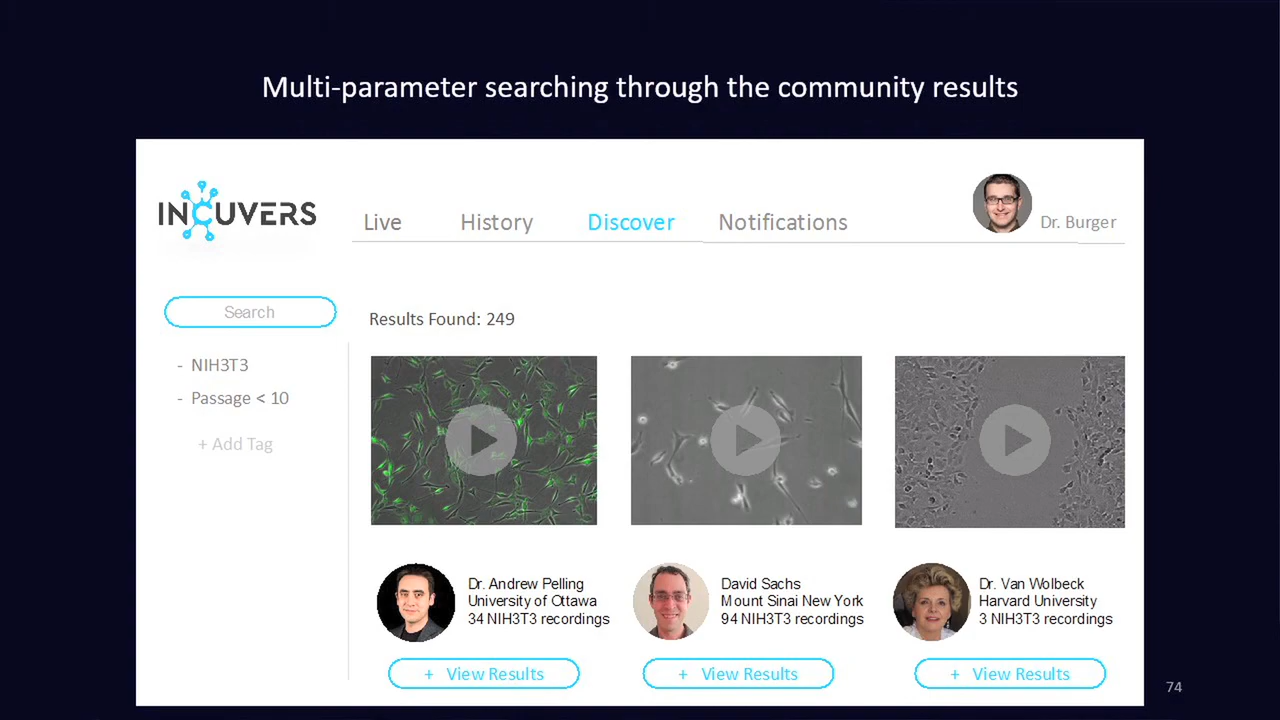 Multi-parameter searching through the community results
INCUVERS
Live
History
Discover
Notifications
Dr. Burger
Search
Results Found: 249
- NIH3T3
- Passage < 10
+ Add Tag
Dr. Andrew Pelling
University of Ottawa
34 NIH3T3 recordings
David Sachs
Mount Sinai New York
94 NIH3T3 recordings
Dr. Van Wolbeck
Harvard University
3 NIH3T3 recordings
+ View Results
+ View Results
+ View Results
74